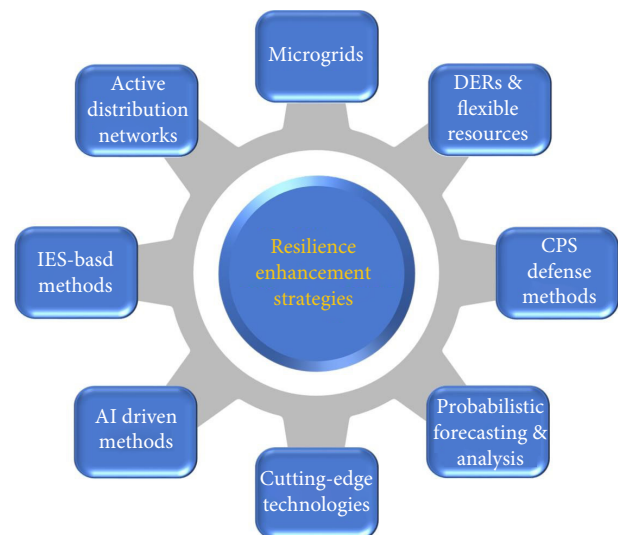 Microgrids
DERs &
flexible
resources
CPS
defense
methods
Probabilistic
forecasting &
analysis
Cutting-edge
technologies
AI driven
methods
IES-basd
methods
Active
distribution
networks
Resilience
enhancement
strategies